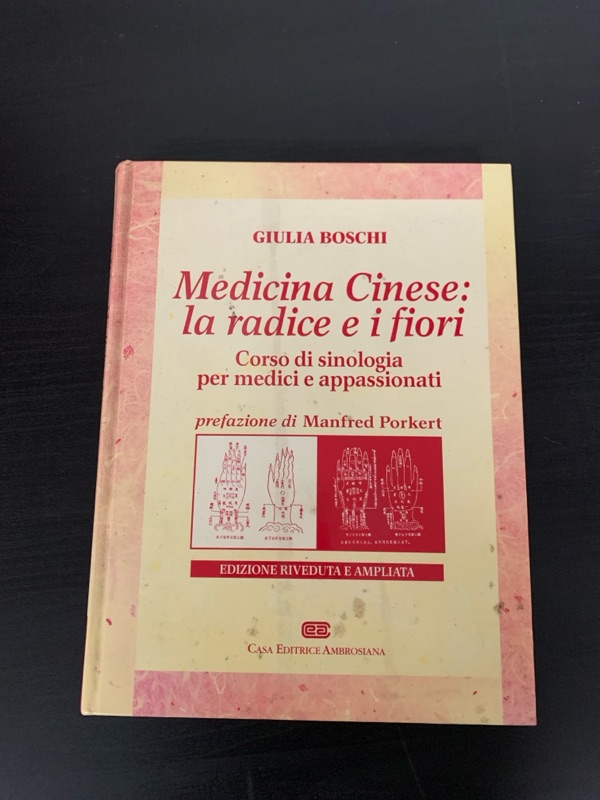 GIULIA BOSCHI
Medicina Cinese:
la radice e i fiori
Corso di sinologia
per medici e appassionati
prefazione di Manfred Porkert
EDIZIONE RIVEDUTA E AMPLIATA
CASA EDITRICE AMBROSIANA